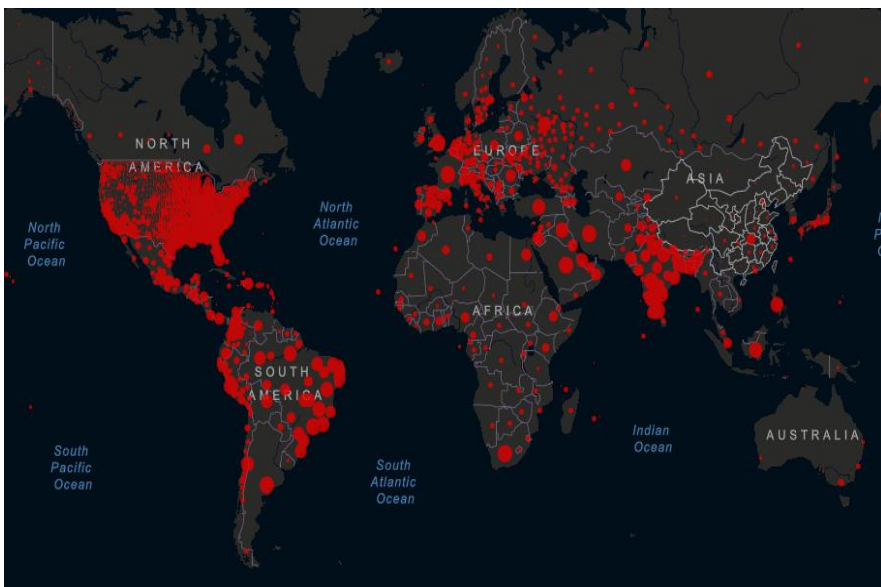 NORTH
AMERICA
EUROPE
ASIA
North
Pacific
Ocean
North
Atlantic
Ocean
AFRICA
SOUTH
AMERICA
Indian
Ocean
AUSTRALIA
South
Pacific
Ocean
South
Atlantic
Ocean